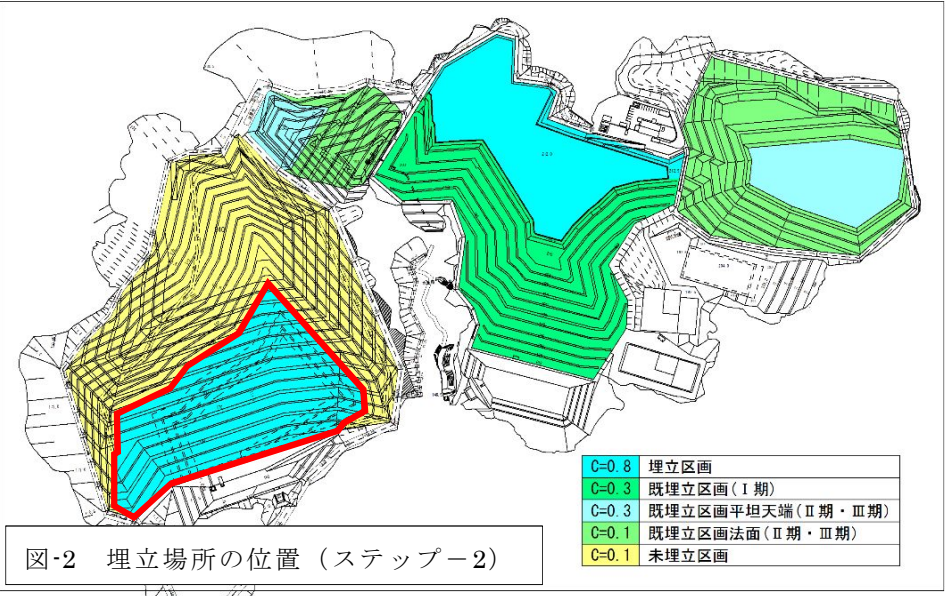 C=0.8 埋立区画
C=0.3 既埋立区画(Ⅰ期)
C=0.3 既埋立区画平坦天端(Ⅱ期・Ⅲ期)
C=0.1 既埋立区画法面(Ⅱ期・Ⅲ期)
C=0.1 未埋立区画
図-2 埋立場所の位置（ステップ－2）